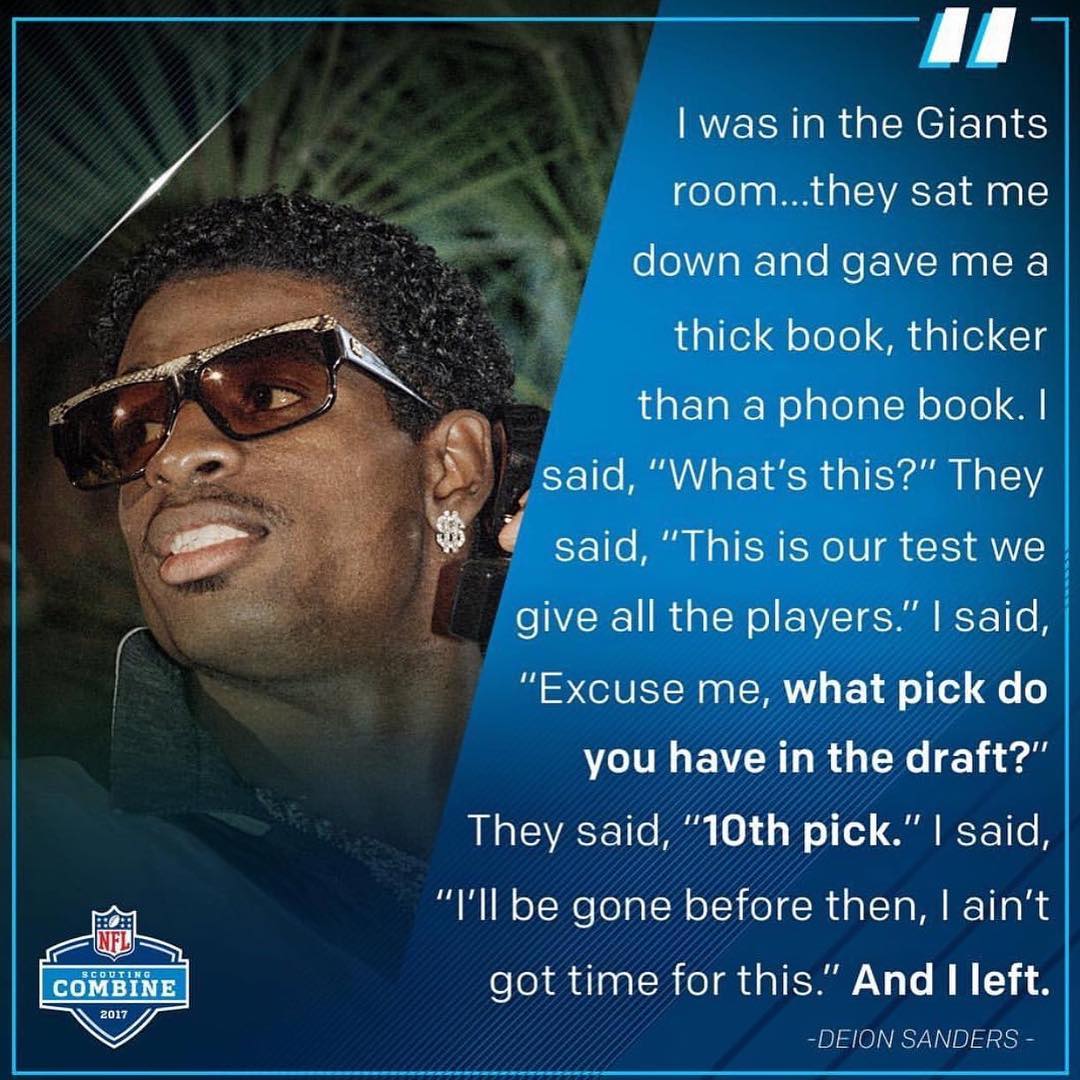 I was in the Giants
room...they sat me
down and gave me a
thick book, thicker
than a phone book. I
said, “What’s this?” They
said, “This is our test we
give all the players.” I said,
“Excuse me, what pick do
you have in the draft?”
They said, “10th pick.” I said,
“I’ll be gone before then, I ain’t
got time for this.” And I left.
-DEION SANDERS -
NFL
SCOUTING
COMBINE
2017